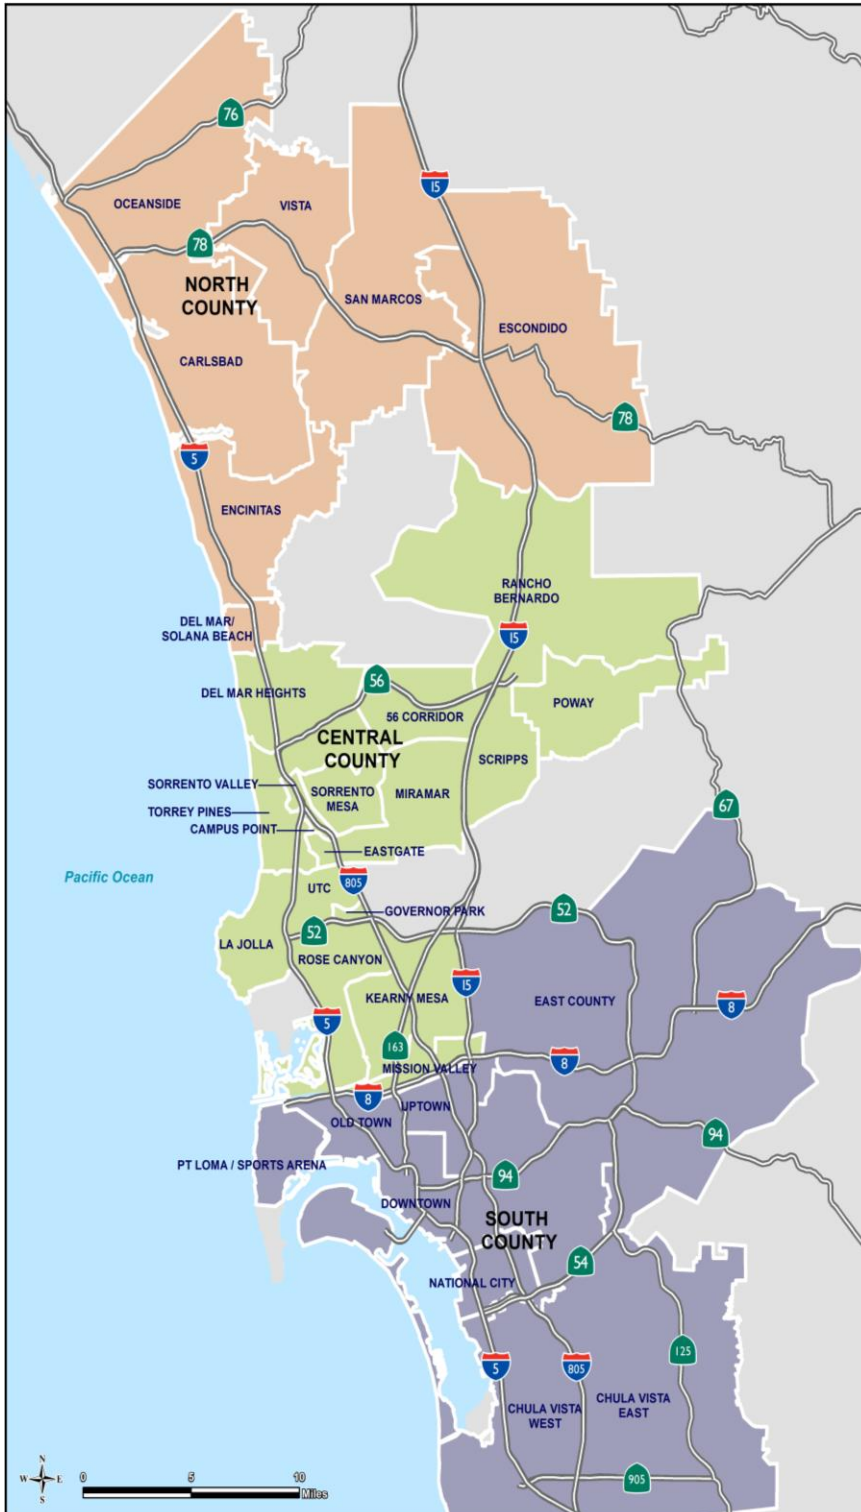 76
15
OCEANSIDE
VISTA
78
NORTH
COUNTY
SAN MARCOS
ESCONDIDO
CARLSBAD
78
5
ENCINITAS
RANCHO
BERNARDO
DEL MAR/
SOLANA BEACH
15
56
DEL MAR HEIGHTS
56 CORRIDOR
POWAY
CENTRAL
COUNTY
SCRIPPS
SORRENTO VALLEY
SORRENTO
MESA
MIRAMAR
TORREY PINES
67
CAMPUS POINT
EASTGATE
Pacific Ocean
UTC
805
GOVERNOR PARK
52
52
LA JOLLA
ROSE CANYON
15
KEARNY MESA
EAST COUNTY
8
5
163
8
MISSION VALLEY
8
UPTOWN
OLD TOWN
94
PT LOMA / SPORTS ARENA
94
DOWNTOWN
SOUTH
COUNTY
54
NATIONAL CITY
125
5
805
CHULA VISTA
WEST
CHULA VISTA
EAST
905
N
W
E
S
0
5
10
Miles